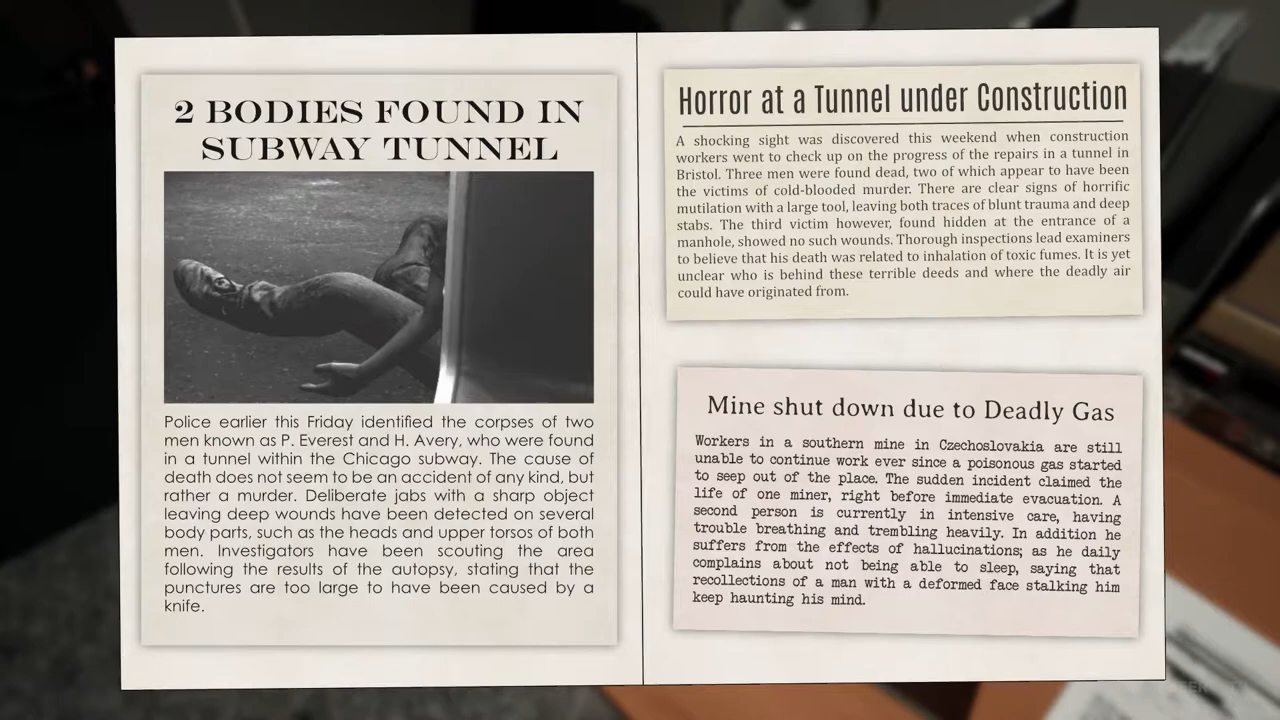 2 BODIES FOUND IN
SUBWAY TUNNEL
Police earlier this Friday identified the corpses of two
men known as P. Everest and H. Avery, who were found
in a tunnel within the Chicago subway. The cause of
death does not seem to be an accident of any kind, but
rather a murder. Deliberate jabs with a sharp object
leaving deep wounds have been detected on several
body parts, such as the heads and upper torsos of both
men. Investigators have been scouting the area
following the results of the autopsy, stating that the
punctures are too large to have been caused by a
knife.
Horror at a Tunnel under Construction
A shocking sight was discovered this weekend when construction
workers went to check up on the progress of the repairs in a tunnel in
Bristol. Three men were found dead, two of which appear to have been
the victims of cold-blooded murder. There are clear signs of horrific
mutilation with a large tool, leaving both traces of blunt trauma and deep
stabs. The third victim however, found hidden at the entrance of a
manhole, showed no such wounds. Thorough inspections lead examiners
to believe that his death was related to inhalation of toxic fumes. It is yet
unclear who is behind these terrible deeds and where the deadly air
could have originated from.
Mine shut down due to Deadly Gas
Workers in a southern mine in Czechoslovakia are still
unable to continue work ever since a poisonous gas started
to seep out of the place. The sudden incident claimed the
life of one miner, right before immediate evacuation. A
second person is currently in intensive care, having
trouble breathing and trembling heavily. In addition he
suffers from the effects of hallucinations; as he daily
complains about not being able to sleep, saying that
recollections of a man with a deformed face stalking him
keep haunting his mind.